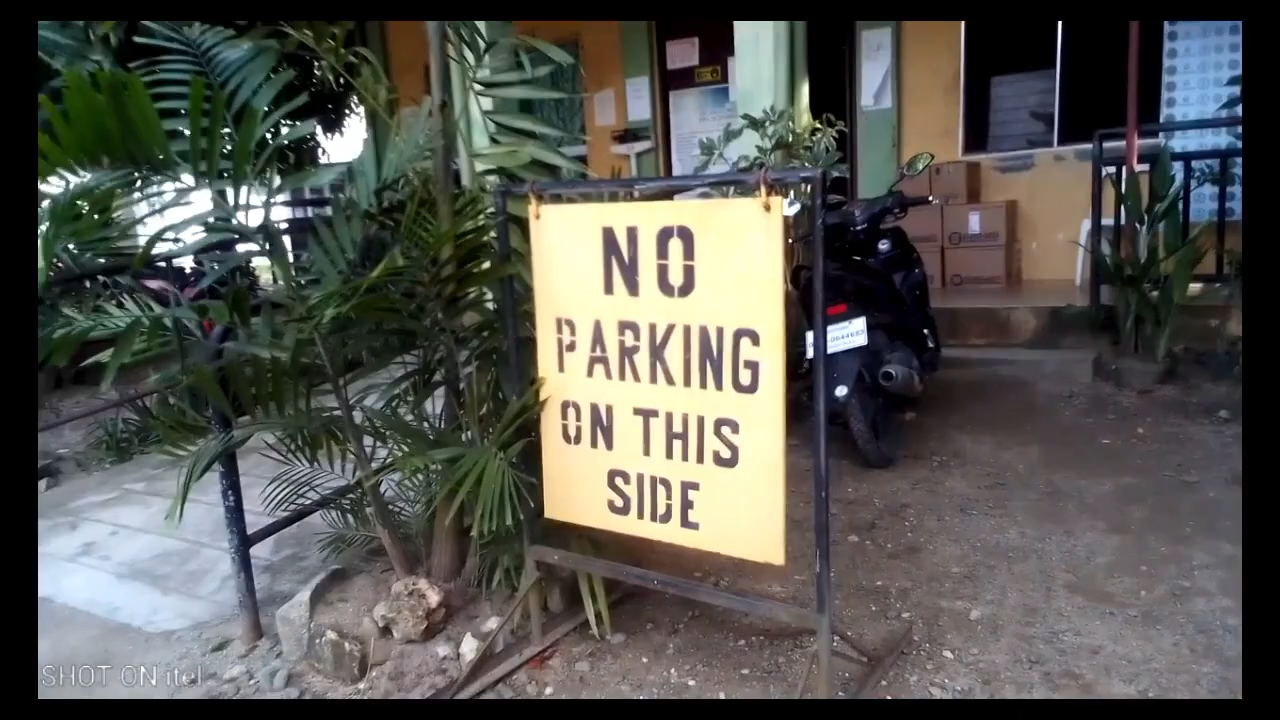 NO
PARKING
ON THIS
SIDE
SHOT ON itel